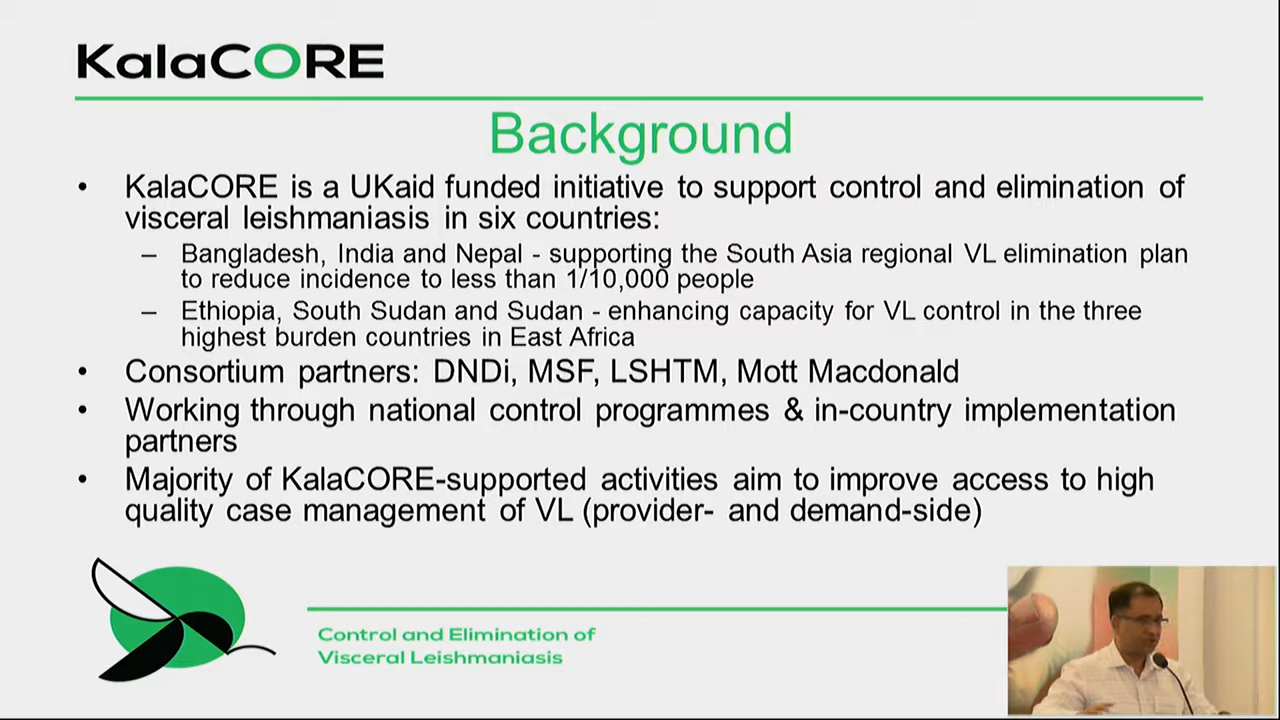 KalaCORE
Background
• KalaCORE is a UKaid funded initiative to support control and elimination of
visceral leishmaniasis in six countries:
– Bangladesh, India and Nepal - supporting the South Asia regional VL elimination plan
to reduce incidence to less than 1/10,000 people
– Ethiopia, South Sudan and Sudan - enhancing capacity for VL control in the three
highest burden countries in East Africa
• Consortium partners: DNDi, MSF, LSHTM, Mott Macdonald
• Working through national control programmes & in-country implementation
partners
• Majority of KalaCORE-supported activities aim to improve access to high
quality case management of VL (provider- and demand-side)
Control and Elimination of
Visceral Leishmaniasis